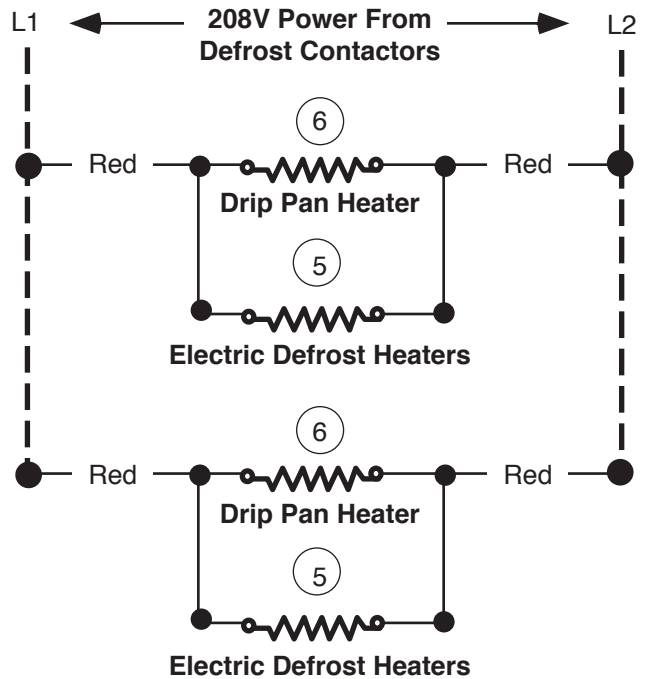 L1
208V Power From
Defrost Contactors
L2
6
Red
Red
Drip Pan Heater
5
Electric Defrost Heaters
6
Red
Red
Drip Pan Heater
5
Electric Defrost Heaters